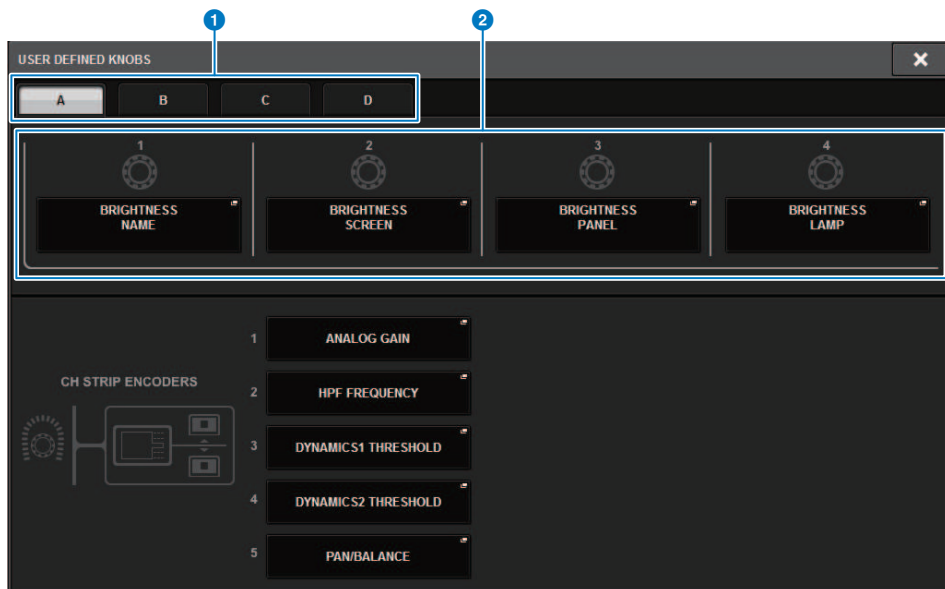 1 2
USER DEFINED KNOBS
A B C D
1 2 3 4
BRIGHTNESS
NAME
BRIGHTNESS
SCREEN
BRIGHTNESS
PANEL
BRIGHTNESS
LAMP
CH STRIP ENCODERS
1 ANALOG GAIN
2 HPF FREQUENCY
3 DYNAMICS1 THRESHOLD
4 DYNAMICS2 THRESHOLD
5 PAN/BALANCE